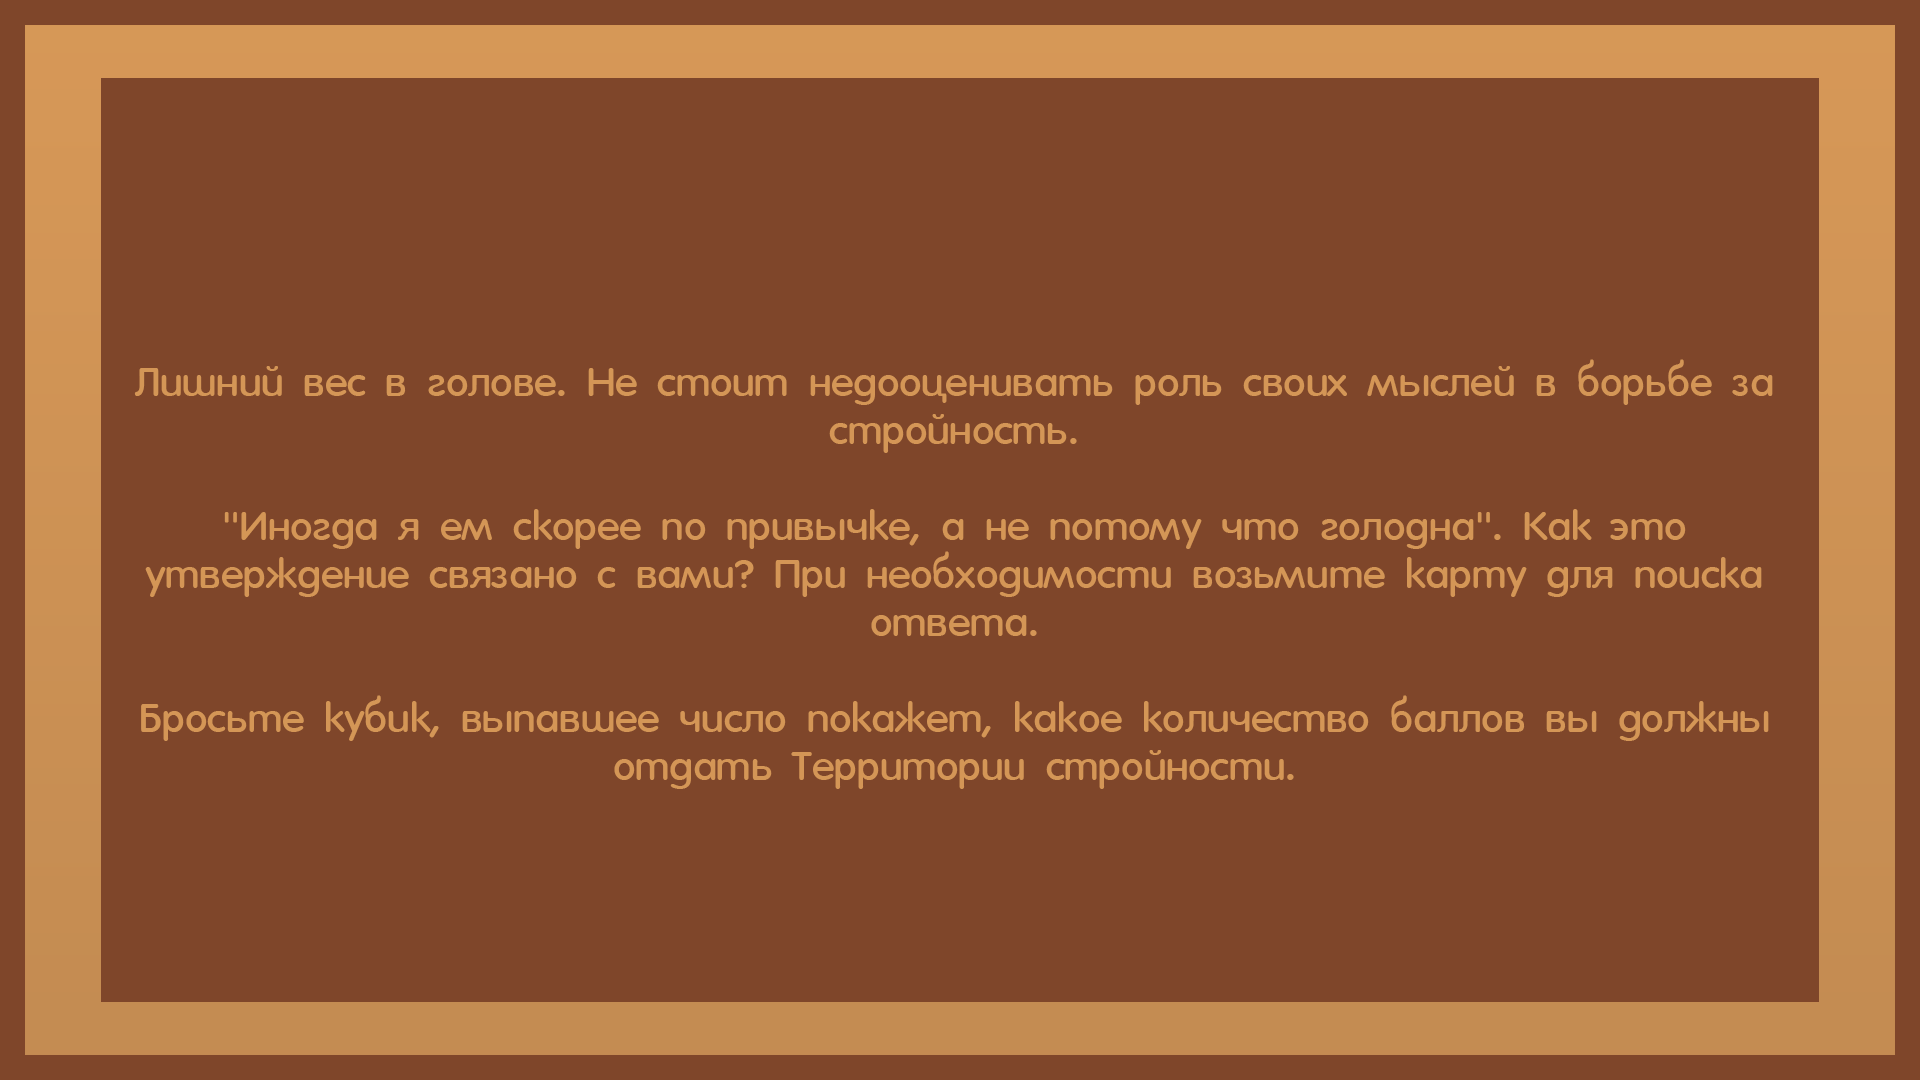 Лишний вес в голове. Не стоит недооценивать роль своих мыслей в борьбе за
стройность.
"Иногда я ем скорее по привычке, а не потому что голодна". Как это
утверждение связано с вами? При необходимости возьмите карту для поиска
ответа.
Бросьте кубик, выпавшее число покажет, какое количество баллов вы должны
отдать Территории стройности.